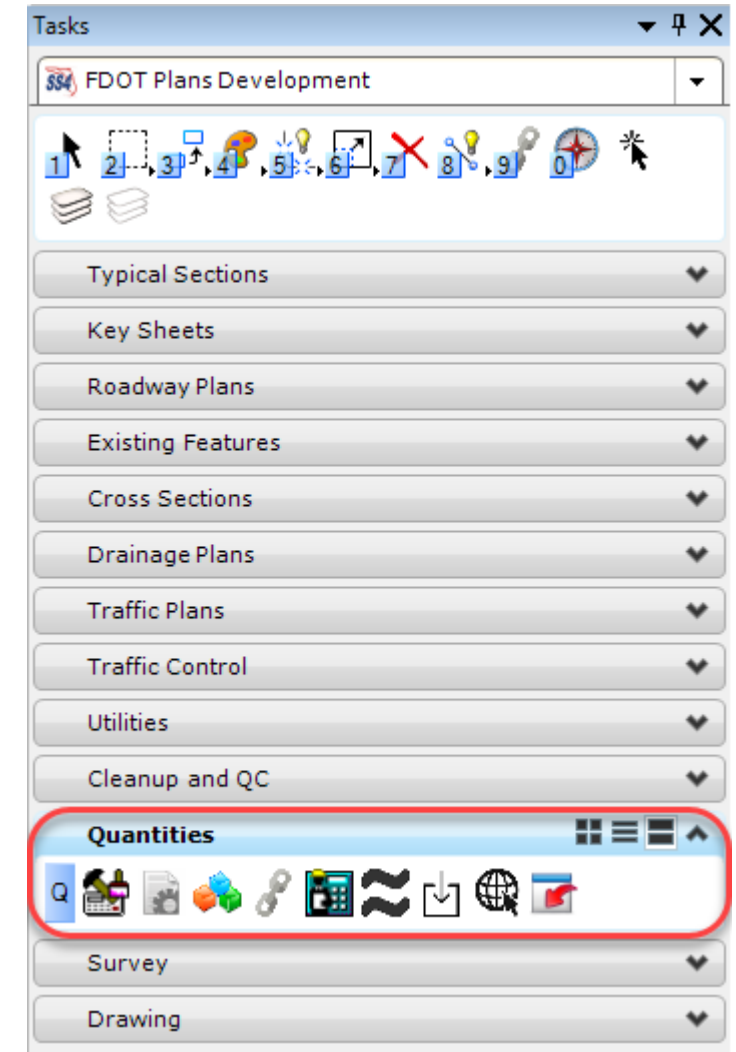 Tasks
SS4 FDOT Plans Development
1 2 3 4 5 6 7 8 9 0
Typical Sections
Key Sheets
Roadway Plans
Existing Features
Cross Sections
Drainage Plans
Traffic Plans
Traffic Control
Utilities
Cleanup and QC
Quantities
Q
Survey
Drawing